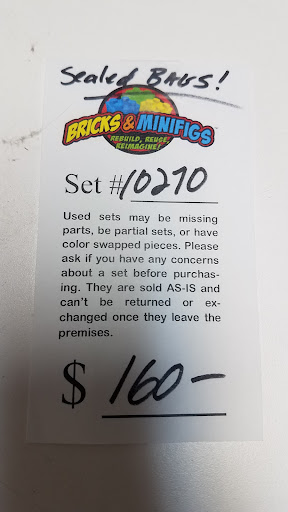 Sealed BAGS!
BRICKS & MINIFIGS
REBUILD, REUSE,
REIMAGINE!
Set #10270
Used sets may be missing
parts, be partial sets, or have
color swapped pieces. Please
ask if you have any concerns
about a set before purchas-
ing. They are sold AS-IS and
can't be returned or ex-
changed once they leave the
premises.
$ 160-